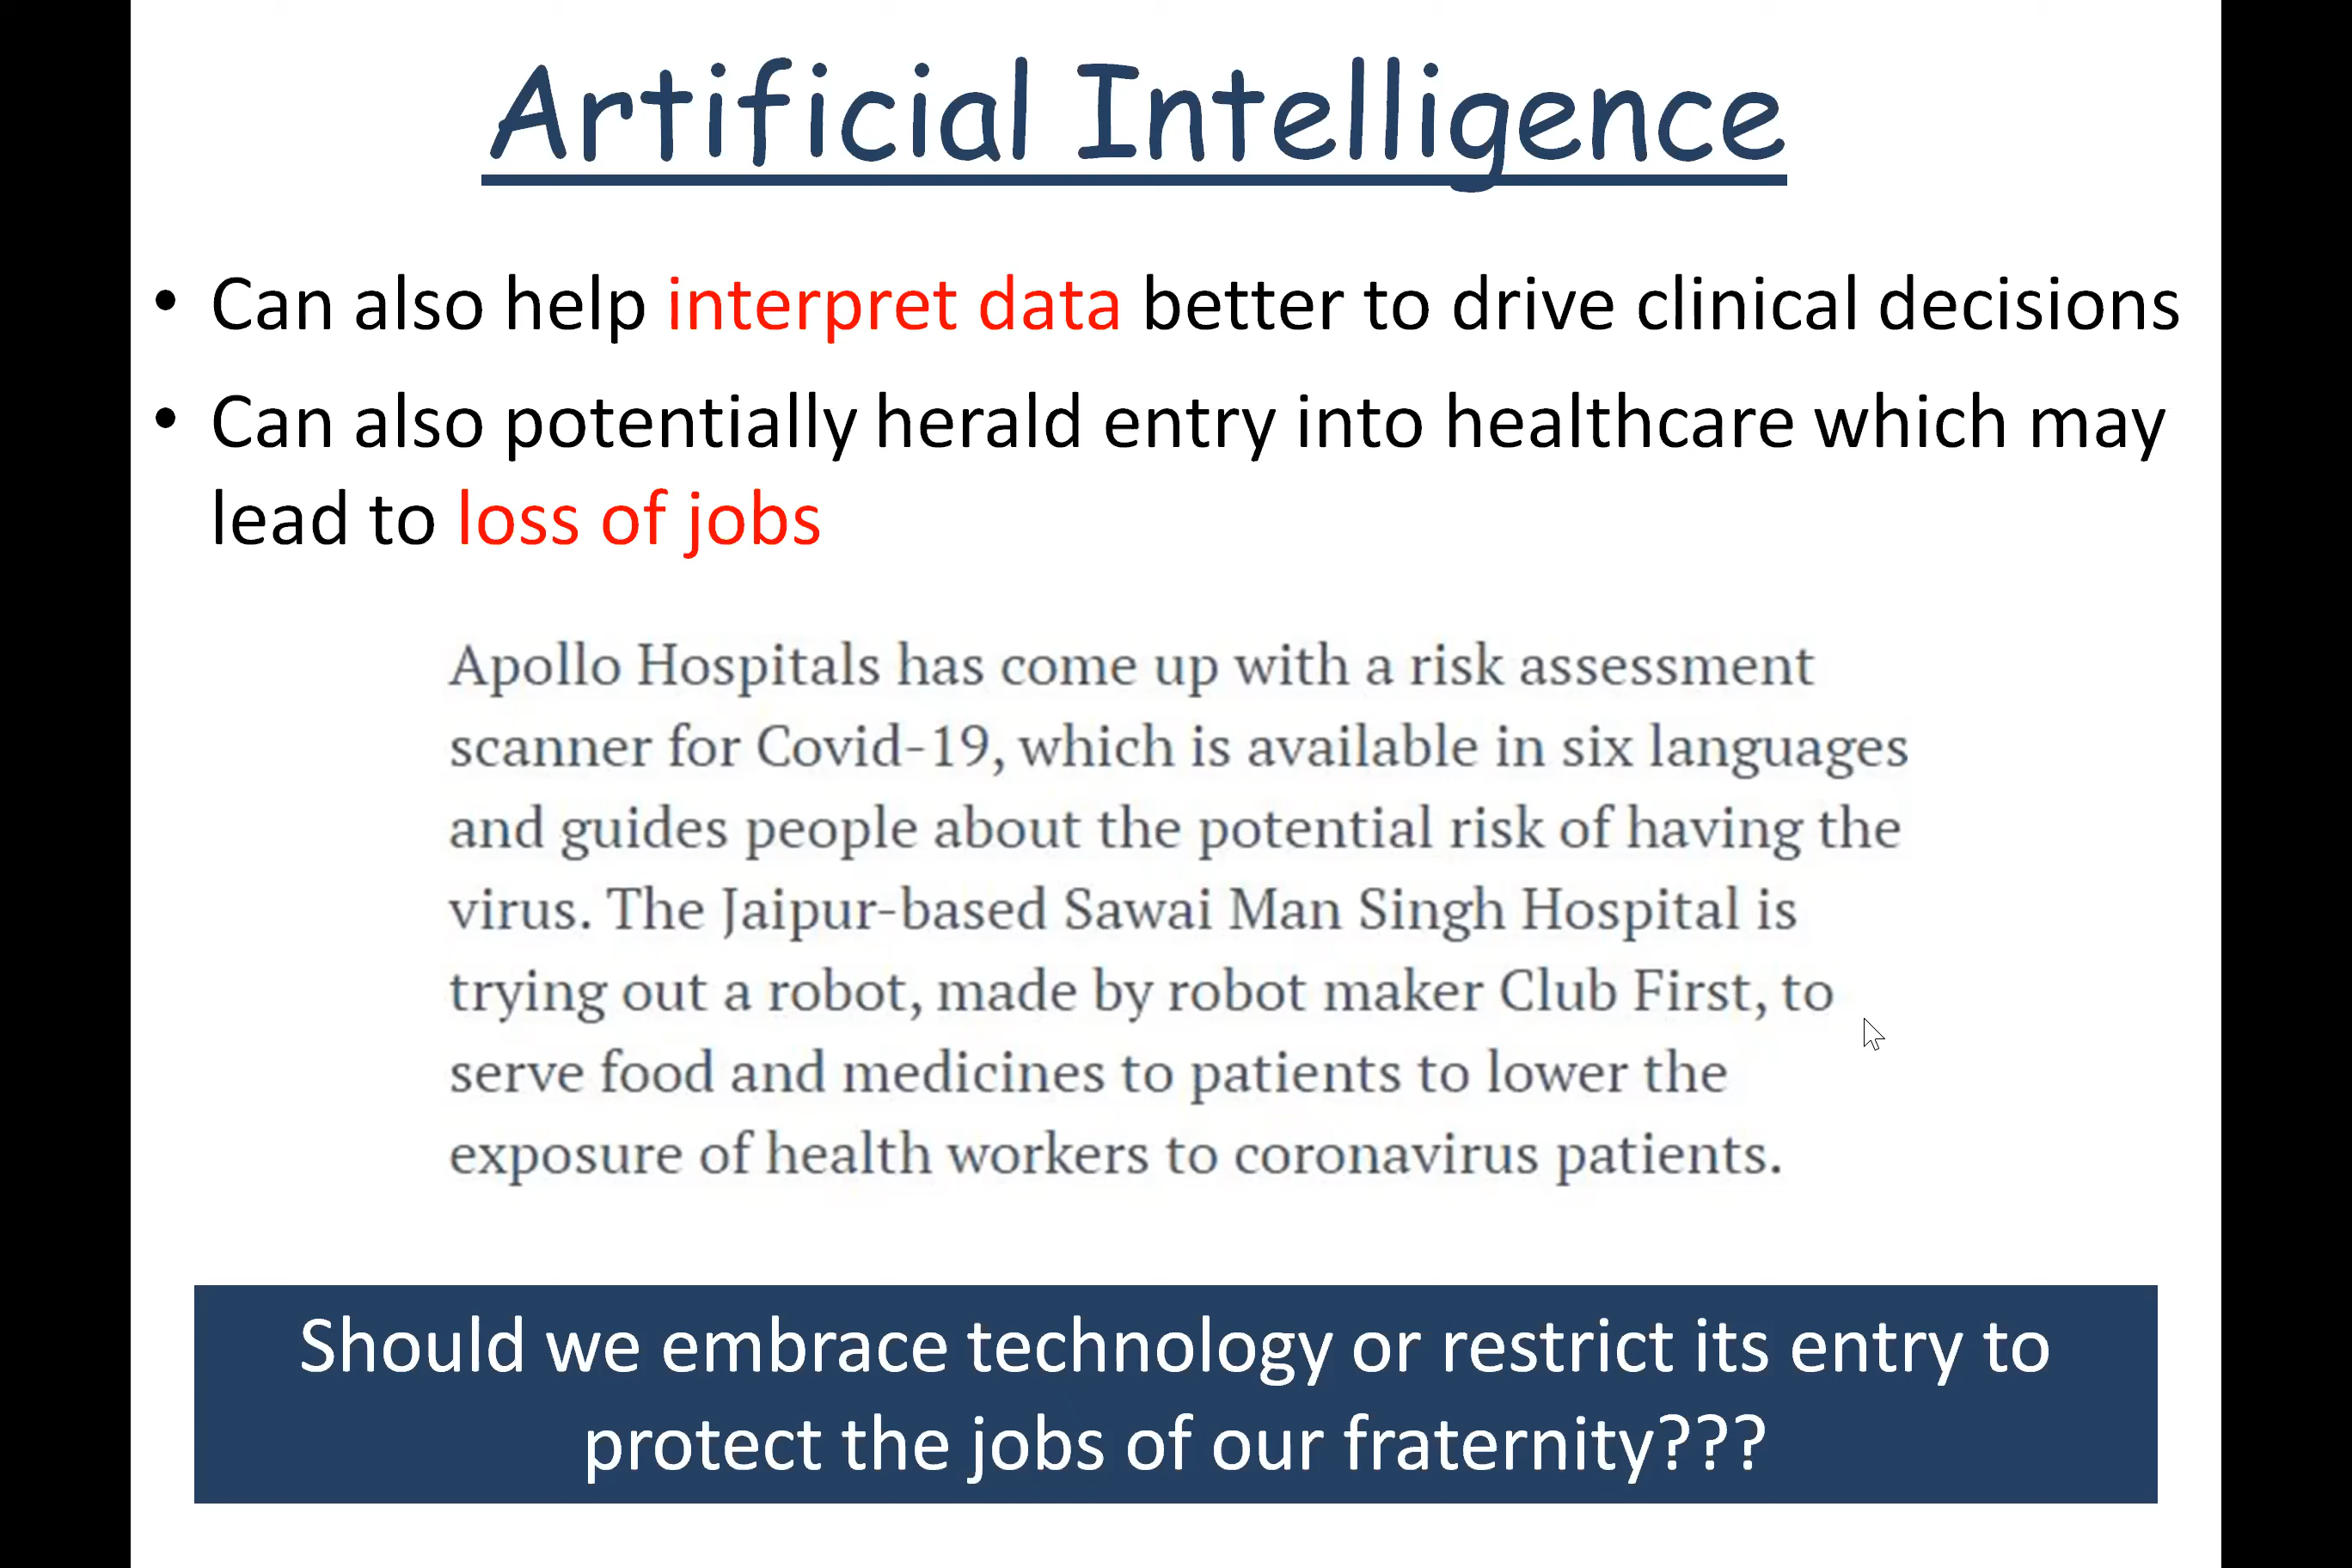 Artificial Intelligence
• Can also help interpret data better to drive clinical decisions
• Can also potentially herald entry into healthcare which may
lead to loss of jobs
Apollo Hospitals has come up with a risk assessment
scanner for Covid-19, which is available in six languages
and guides people about the potential risk of having the
virus. The Jaipur-based Sawai Man Singh Hospital is
trying out a robot, made by robot maker Club First, to
serve food and medicines to patients to lower the
exposure of health workers to coronavirus patients.
Should we embrace technology or restrict its entry to
protect the jobs of our fraternity???